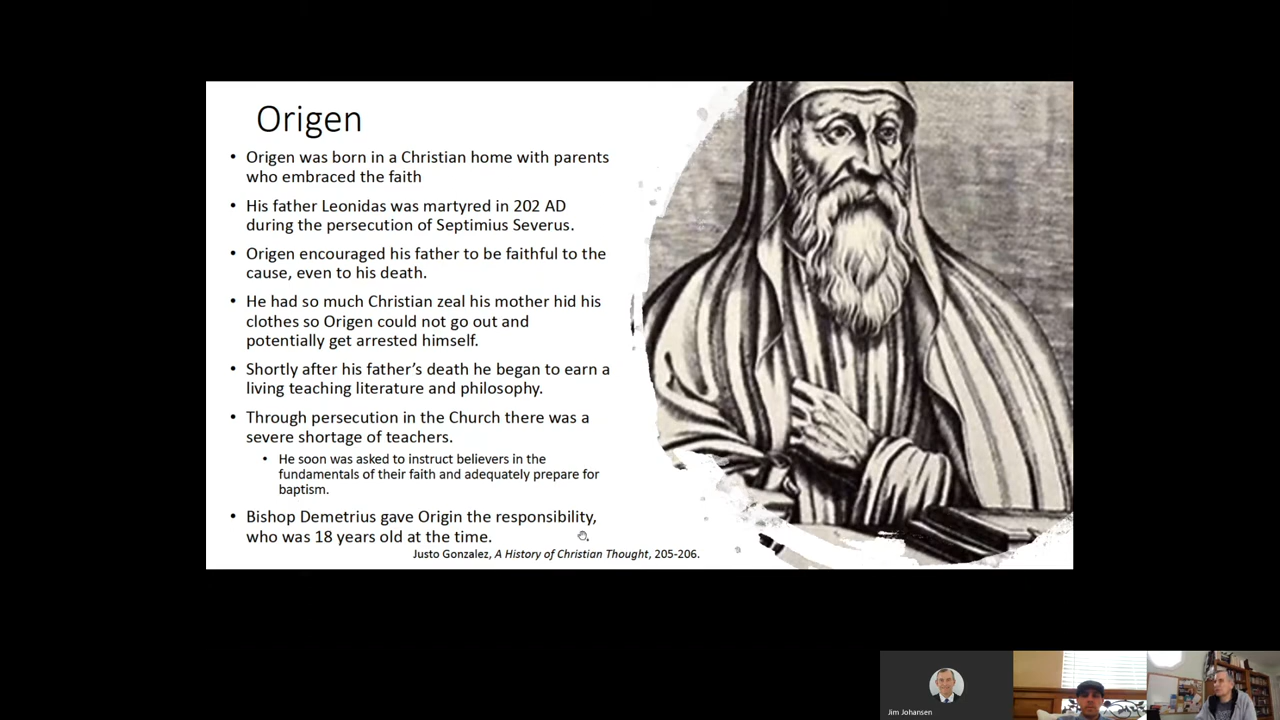 Origen
• Origen was born in a Christian home with parents
who embraced the faith
• His father Leonidas was martyred in 202 AD
during the persecution of Septimius Severus.
• Origen encouraged his father to be faithful to the
cause, even to his death.
• He had so much Christian zeal his mother hid his
clothes so Origen could not go out and
potentially get arrested himself.
• Shortly after his father’s death he began to earn a
living teaching literature and philosophy.
• Through persecution in the Church there was a
severe shortage of teachers.
• He soon was asked to instruct believers in the
fundamentals of their faith and adequately prepare for
baptism.
• Bishop Demetrius gave Origin the responsibility,
who was 18 years old at the time.
Justo Gonzalez, A History of Christian Thought, 205-206.
Jim Johansen